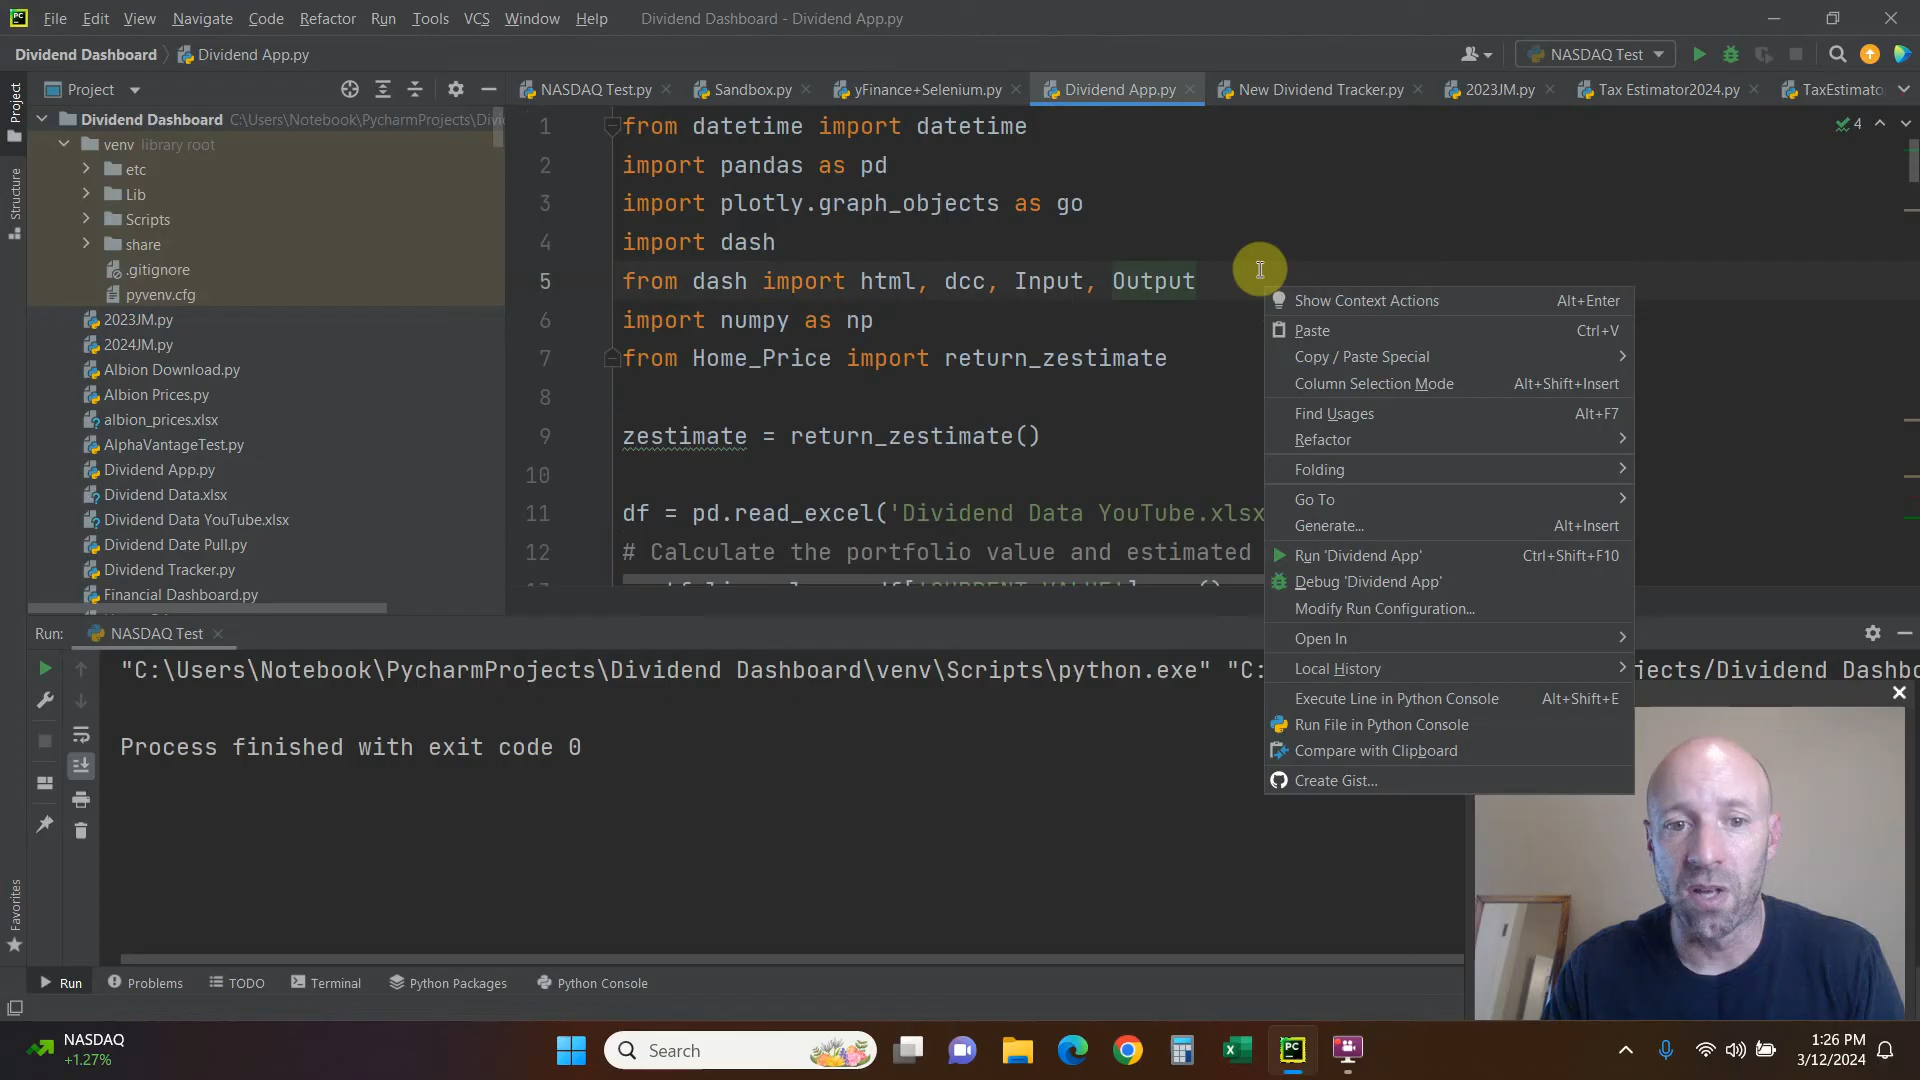 PC File Edit View Navigate Code Refactor Run Tools VCS Window Help Dividend Dashboard - Dividend App.py
Dividend Dashboard Dividend App.py NASDAQ Test
Project
NASDAQ Test.py Sandbox.py yFinance+Selenium.py Dividend App.py New Dividend Tracker.py 2023JM.py Tax Estimator2024.py TaxEstimato
Project
Structure
Favorites
Dividend Dashboard C:\Users\Notebook\PycharmProjects\Divi
venv library root
etc
Lib
Scripts
share
.gitignore
pyvenv.cfg
2023JM.py
2024JM.py
Albion Download.py
Albion Prices.py
albion_prices.xlsx
AlphaVantageTest.py
Dividend App.py
Dividend Data.xlsx
Dividend Data YouTube.xlsx
Dividend Date Pull.py
Dividend Tracker.py
Financial Dashboard.py
1 from datetime import datetime
2 import pandas as pd
3 import plotly.graph_objects as go
4 import dash
5 from dash import html, dcc, Input, Output
6 import numpy as np
7 from Home_Price import return_zestimate
8
9 zestimate = return_zestimate()
10
11 df = pd.read_excel('Dividend Data YouTube.xlsx
12 # Calculate the portfolio value and estimated
4
Show Context Actions Alt+Enter
Paste Ctrl+V
Copy / Paste Special
Column Selection Mode Alt+Shift+Insert
Find Usages Alt+F7
Refactor
Folding
Go To
Generate... Alt+Insert
Run 'Dividend App' Ctrl+Shift+F10
Debug 'Dividend App'
Modify Run Configuration...
Open In
Local History
Execute Line in Python Console Alt+Shift+E
Run File in Python Console
Compare with Clipboard
Create Gist...
Run: NASDAQ Test
"C:\Users\Notebook\PycharmProjects\Dividend Dashboard\venv\Scripts\python.exe" "C: jects/Dividend Dashbo
Process finished with exit code 0
Run Problems TODO Terminal Python Packages Python Console
NASDAQ
+1.27%
Search
PC
1:26 PM
3/12/2024